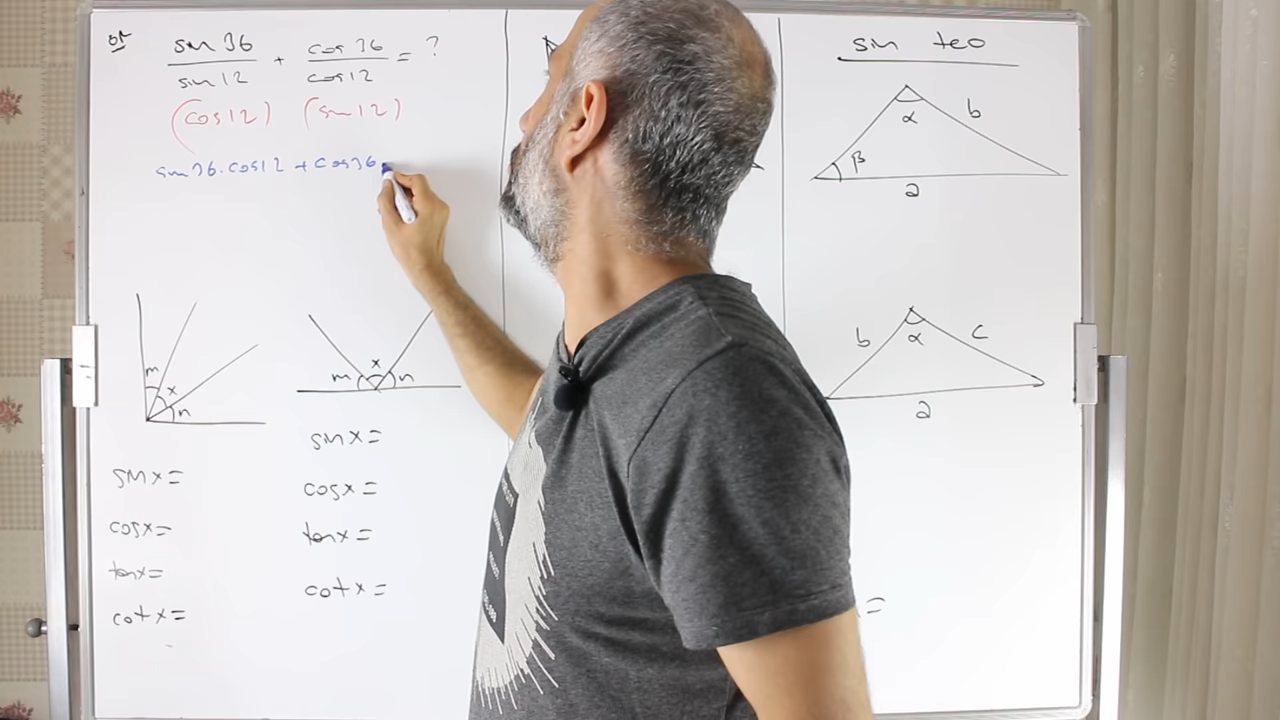 ör
sin 36 / sin 12 + cos 36 / cos 12 = ?
(cos 12) (sin 12)
sin 36 . cos 12 + cos 36
m
x
n
sin x =
cos x =
tan x =
cot x =
m
x
n
sin x =
cos x =
tan x =
cot x =
sin teo
α
b
β
a
b
α
c
a
=